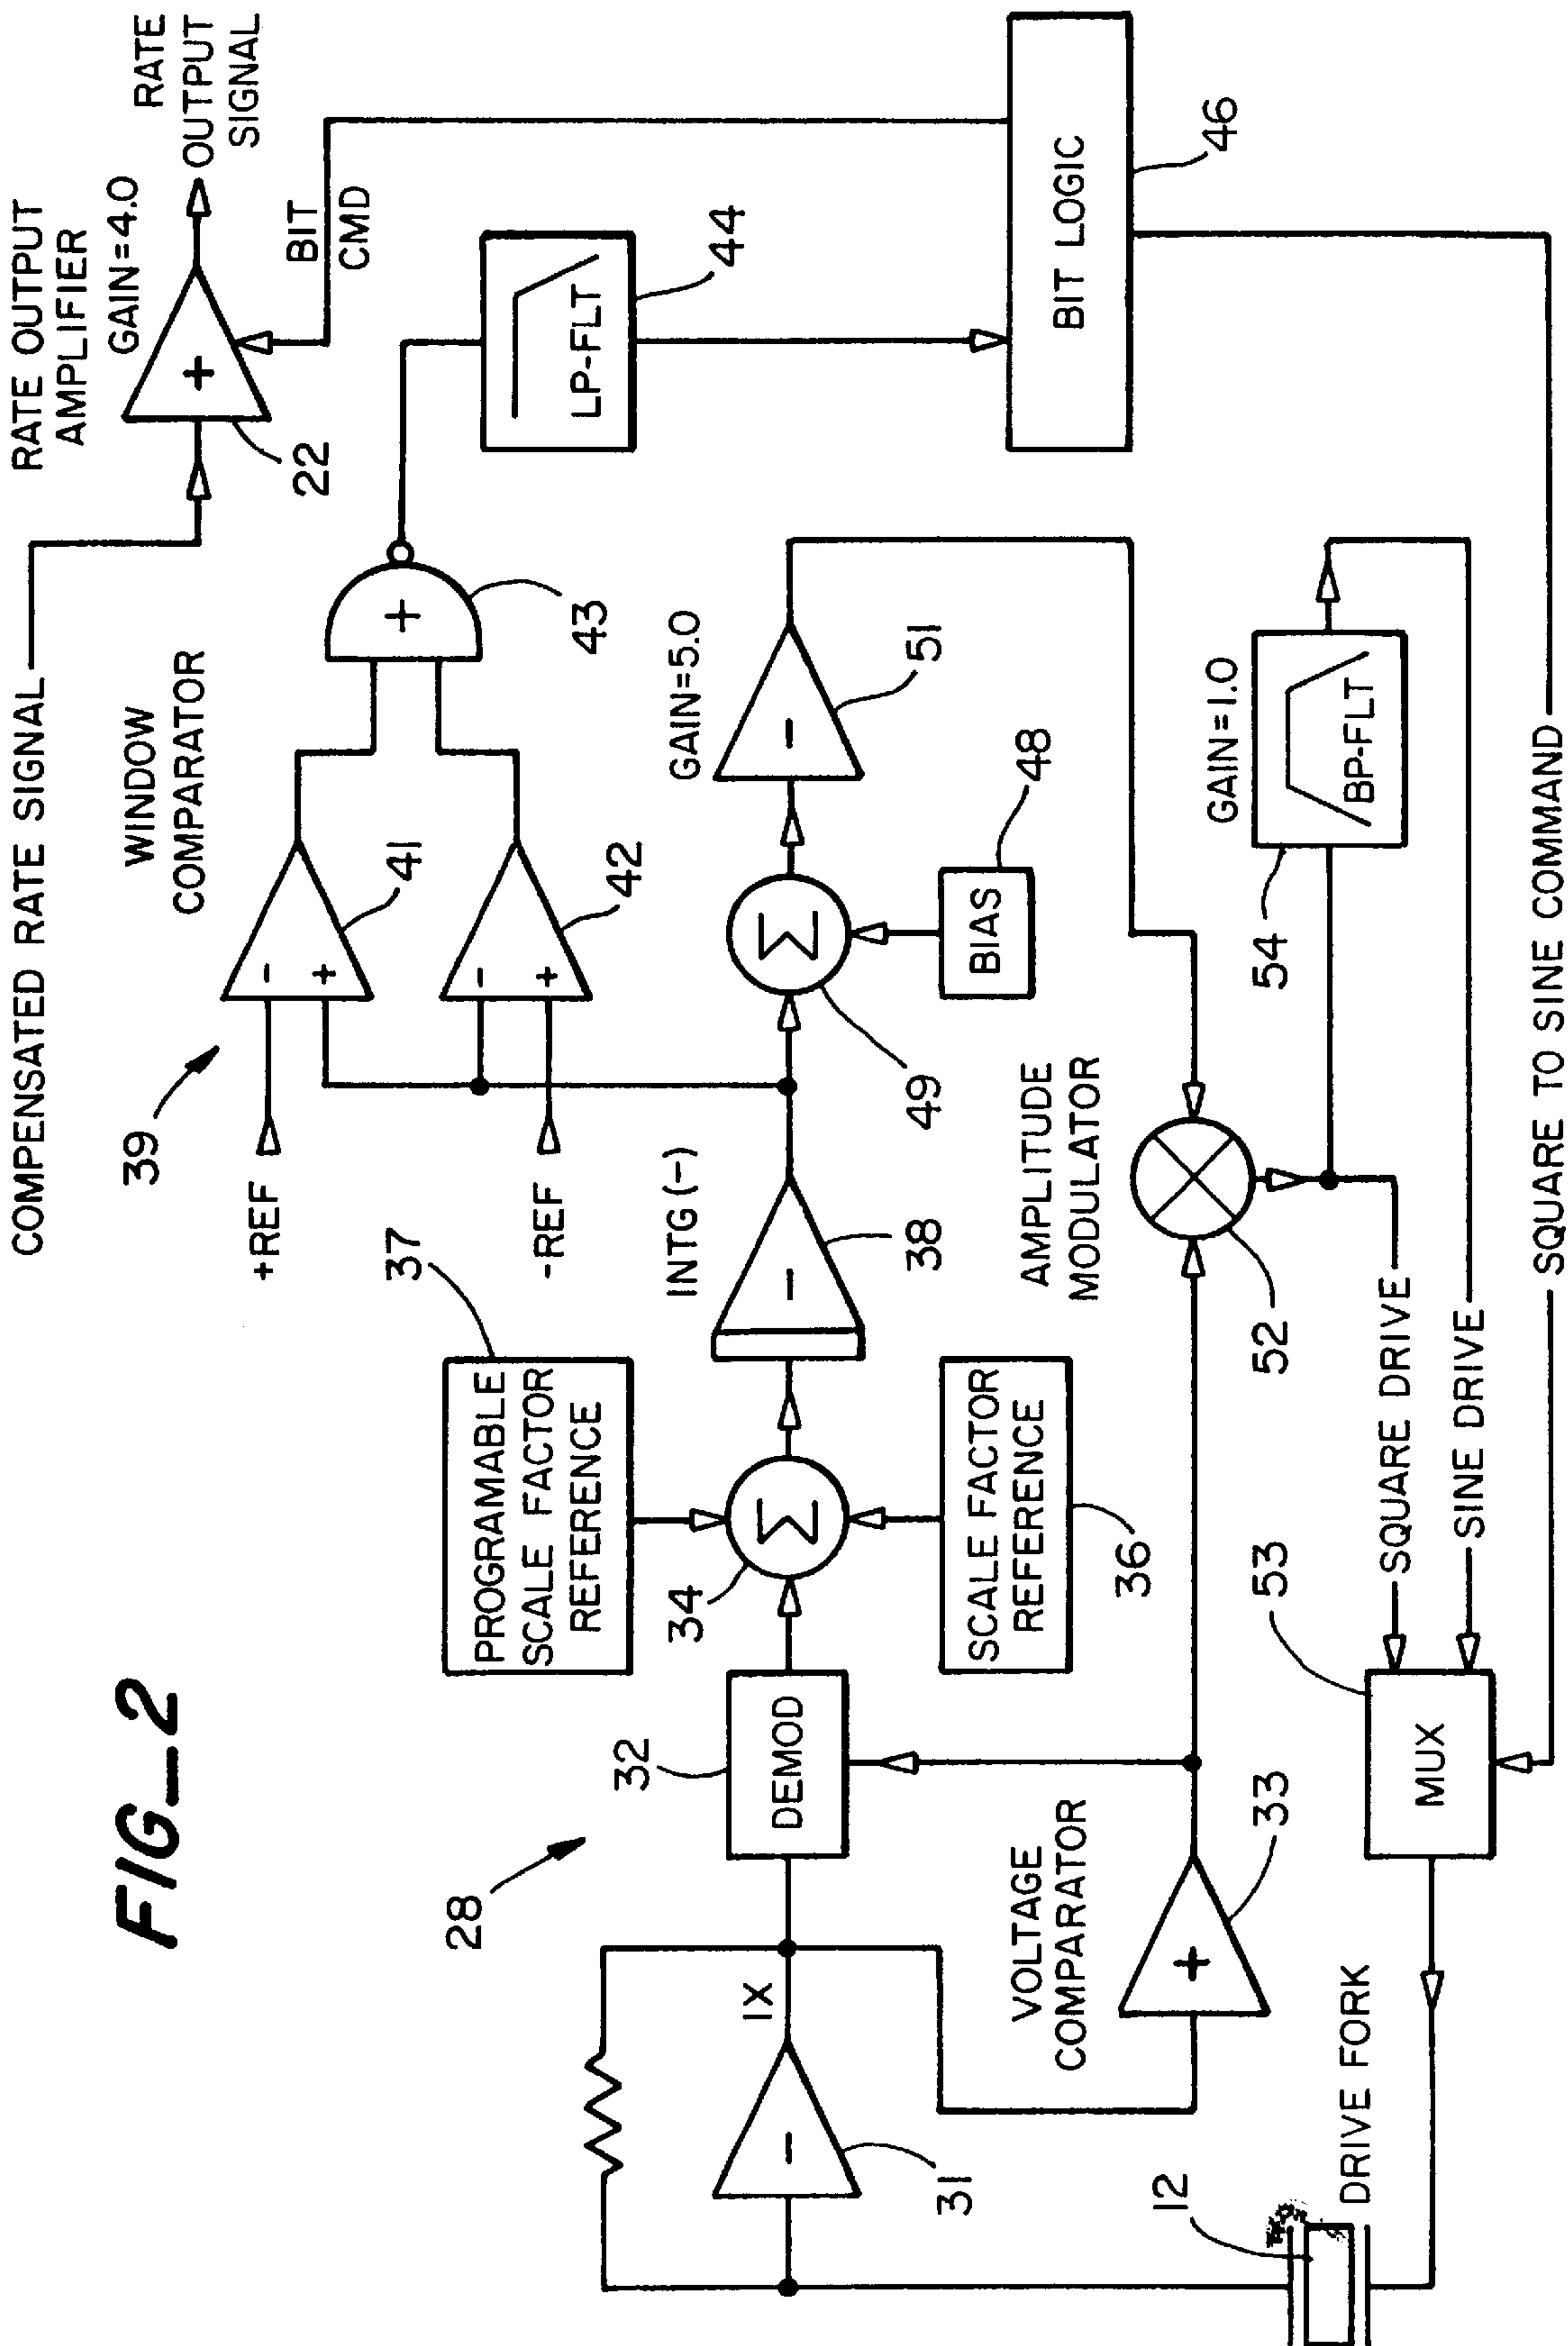 FIG_2
COMPENSATED RATE SIGNAL
RATE OUTPUT
AMPLIFIER
GAIN=4.0
RATE
OUTPUT
SIGNAL
+
22
BIT
CMD
WINDOW
COMPARATOR
39
+REF
-REF
-
+
41
-
+
42
+
43
LP-FLT
44
BIT LOGIC
46
28
IX
-
31
DEMOD
32
PROGRAMABLE
SCALE FACTOR
REFERENCE
37
Σ
34
SCALE FACTOR
REFERENCE
36
INTG(-)
-
38
Σ
49
BIAS
48
GAIN=5.0
-
51
VOLTAGE
COMPARATOR
+
33
AMPLITUDE
MODULATOR
52
GAIN=1.0
BP-FLT
54
12
DRIVE FORK
MUX
53
SQUARE DRIVE
SINE DRIVE
SQUARE TO SINE COMMAND